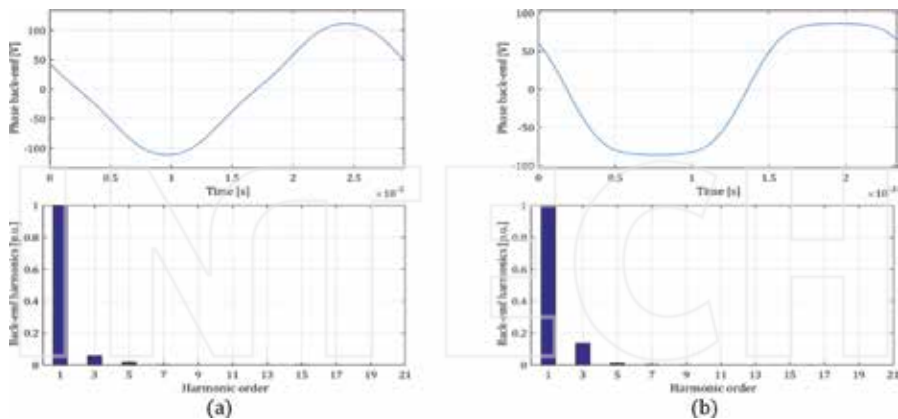 Phase back-emf [V]
100
50
0
-50
-100
0
0.5
1
1.5
2
2.5
Time [s]
Back-emf harmonics [p.u.]
1
0.8
0.6
0.4
0.2
0
1 3 5 7 9 11 13 15 17 19 21
Harmonic order
(a)
Phase back-emf [V]
100
50
0
-50
-100
0
0.5
1
1.5
2
Time [s]
Back-emf harmonics [p.u.]
1
0.8
0.6
0.4
0.2
0
1 3 5 7 9 11 13 15 17 19 21
Harmonic order
(b)